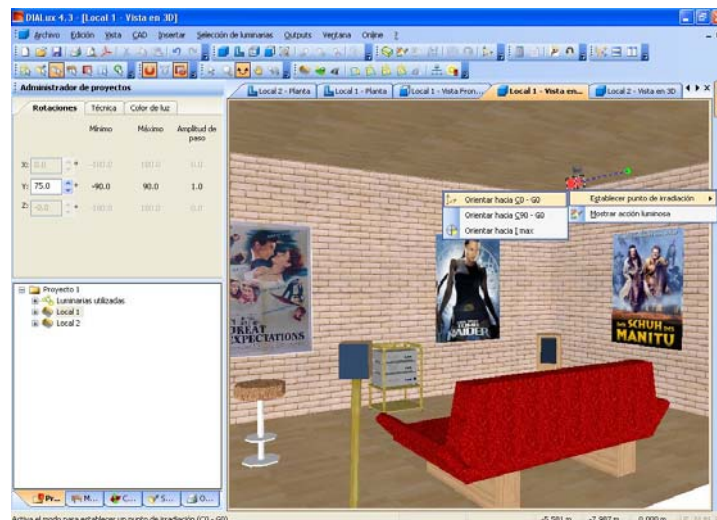 DIALux 4.3 - [Local 1 - Vista en 3D]
Archivo Edición Vista CAD Insertar Selección de luminarias Outputs Ventana Online ?
Administrador de proyectos
Rotaciones Técnica Color de luz
Mínimo Máximo Amplitud de paso
X: 0.0 -100.0 100.0 0.0
Y: 75.0 -90.0 90.0 1.0
Z: -0.0 -100.0 100.0 0.0
Proyecto 1
Luminarias utilizadas
Local 1
Local 2
Pr... M... C... S... O...
Local 2 - Planta Local 1 - Planta Local 1 - Vista Fron... Local 1 - Vista en... Local 2 - Vista en 3D
Orientar hacia C0 - G0
Orientar hacia C90 - G0
Orientar hacia I max
Establecer punto de irradiación
Mostrar acción luminosa
GREAT
EXPECTATIONS
TOMB
RAIDER
DER SCHUH DES
MANITU
Activa el modo para establecer un punto de irradiación (C0 - G0)
-5.581 m -7.987 m 0.000 m